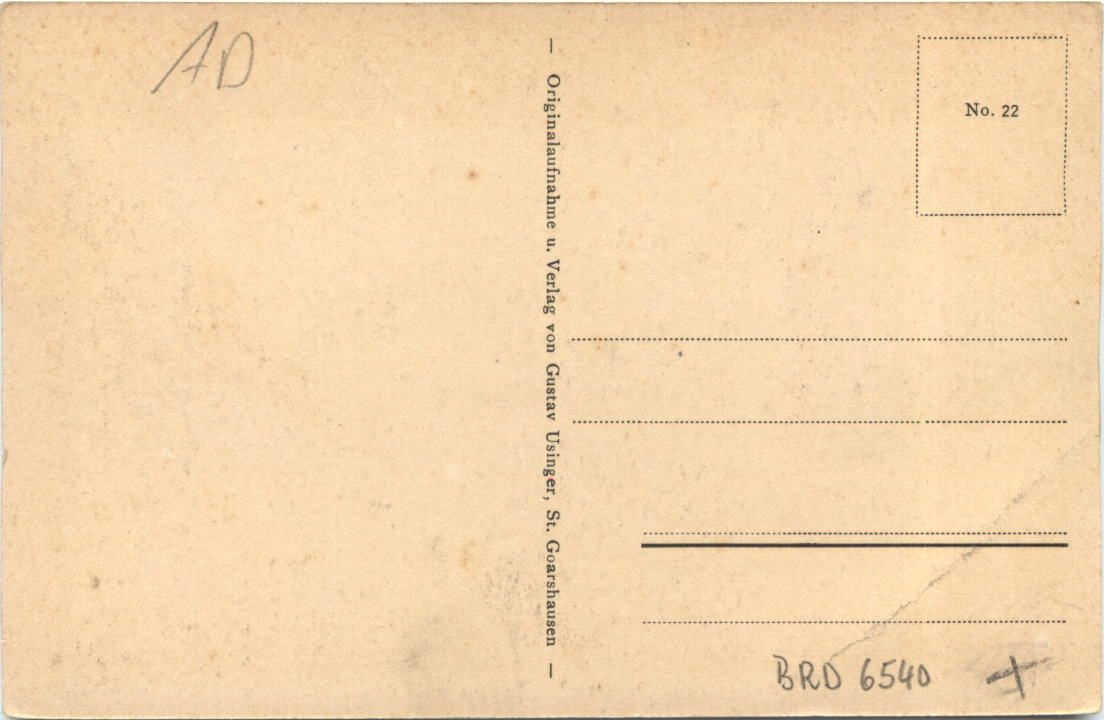 AD
— Originalaufnahme u. Verlag von Gustav Usinger, St. Goarshausen —
No. 22
BRD 6540 +